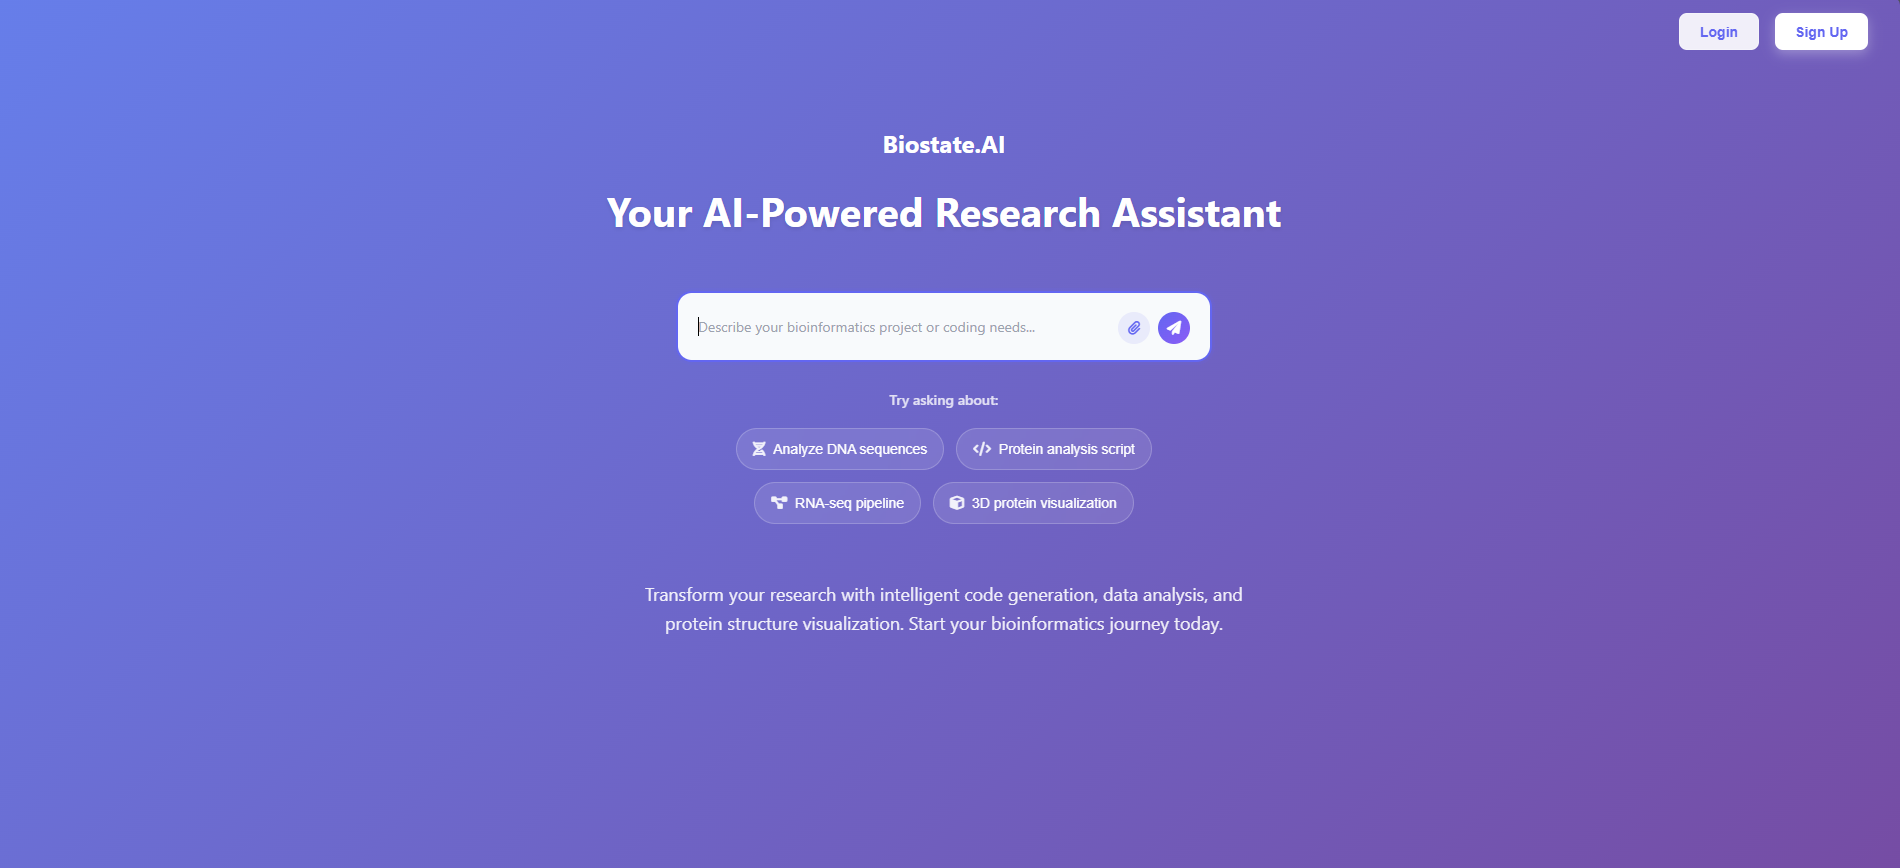 Login
Sign Up
Biostate.AI
Your AI-Powered Research Assistant
Describe your bioinformatics project or coding needs...
Try asking about:
Analyze DNA sequences
Protein analysis script
RNA-seq pipeline
3D protein visualization
Transform your research with intelligent code generation, data analysis, and
protein structure visualization. Start your bioinformatics journey today.